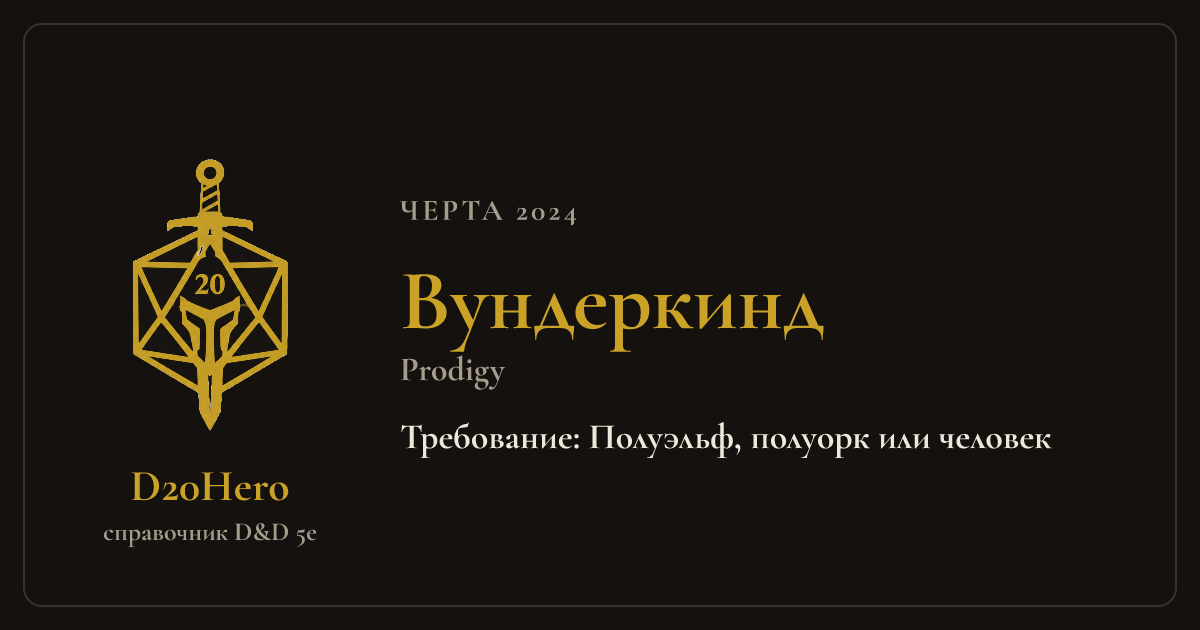 20
D20Hero
справочник D&D 5e
ЧЕРТА 2024
Вундеркинд
Prodigy
Требование: Полуэльф, полуорк или человек